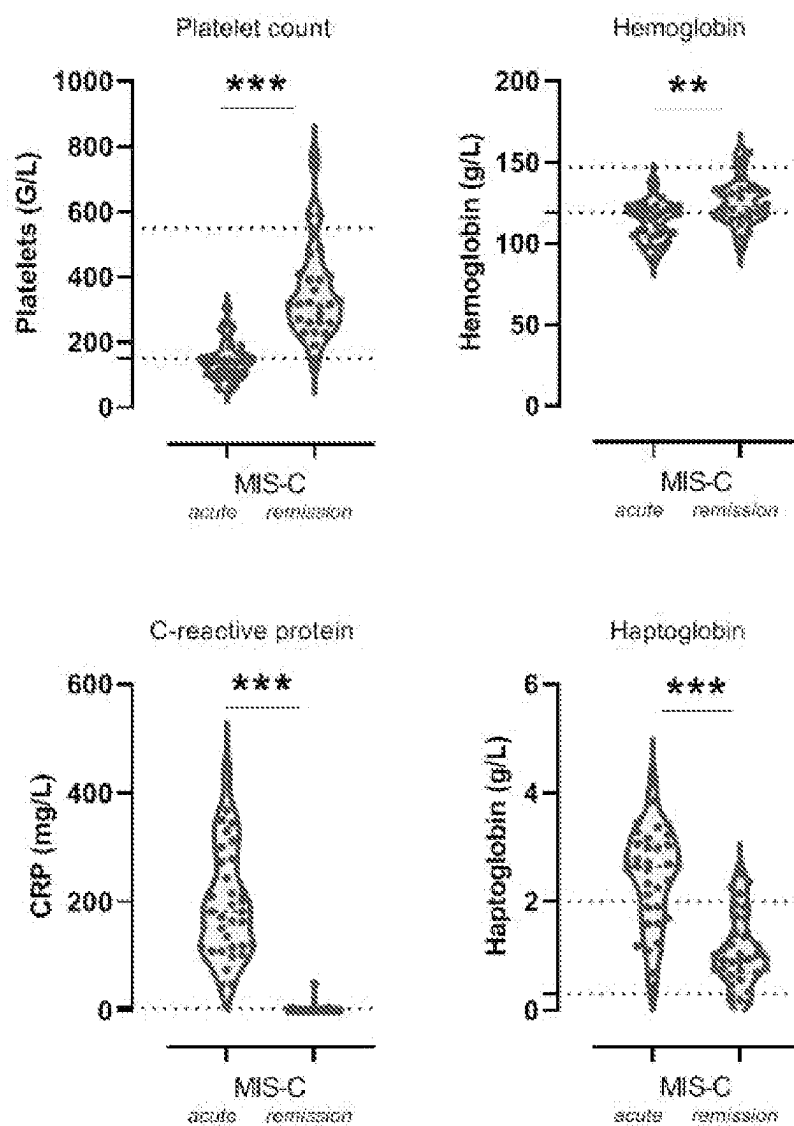 Platelet count
***
Platelets (G/L)
1000
800
600
400
200
0
MIS-C
acute remission
Hemoglobin
**
Hemoglobin (g/L)
200
150
100
50
0
MIS-C
acute remission
C-reactive protein
***
CRP (mg/L)
600
400
200
0
MIS-C
acute remission
Haptoglobin
***
Haptoglobin (g/L)
6
4
2
0
MIS-C
acute remission